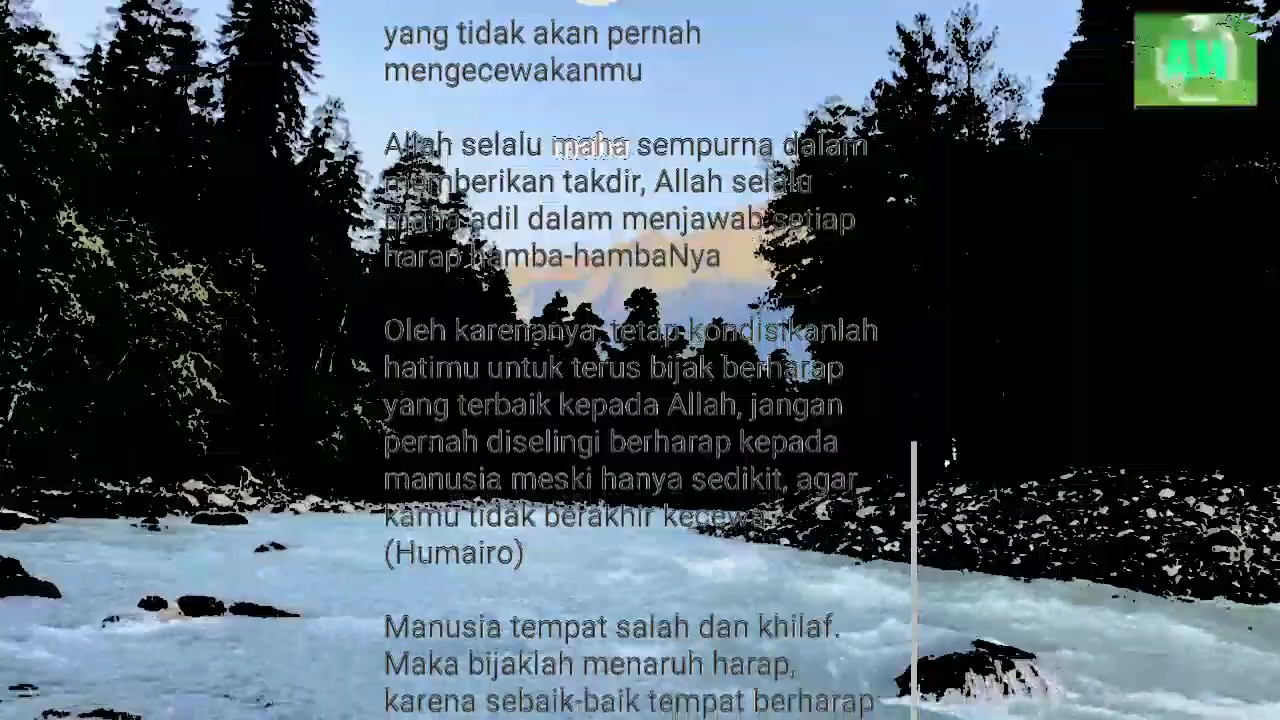 yang tidak akan pernah
mengecewakanmu
Allah selalu maha sempurna dalam
memberikan takdir, Allah selalu
maha adil dalam menjawab setiap
harap hamba-hambaNya
Oleh karenanya, tetap kondisikanlah
hatimu untuk terus bijak berharap
yang terbaik kepada Allah, jangan
pernah diselingi berharap kepada
manusia meski hanya sedikit, agar
kamu tidak berakhir kecewa.
(Humairo)
Manusia tempat salah dan khilaf.
Maka bijaklah menaruh harap,
karena sebaik-baik tempat berharap